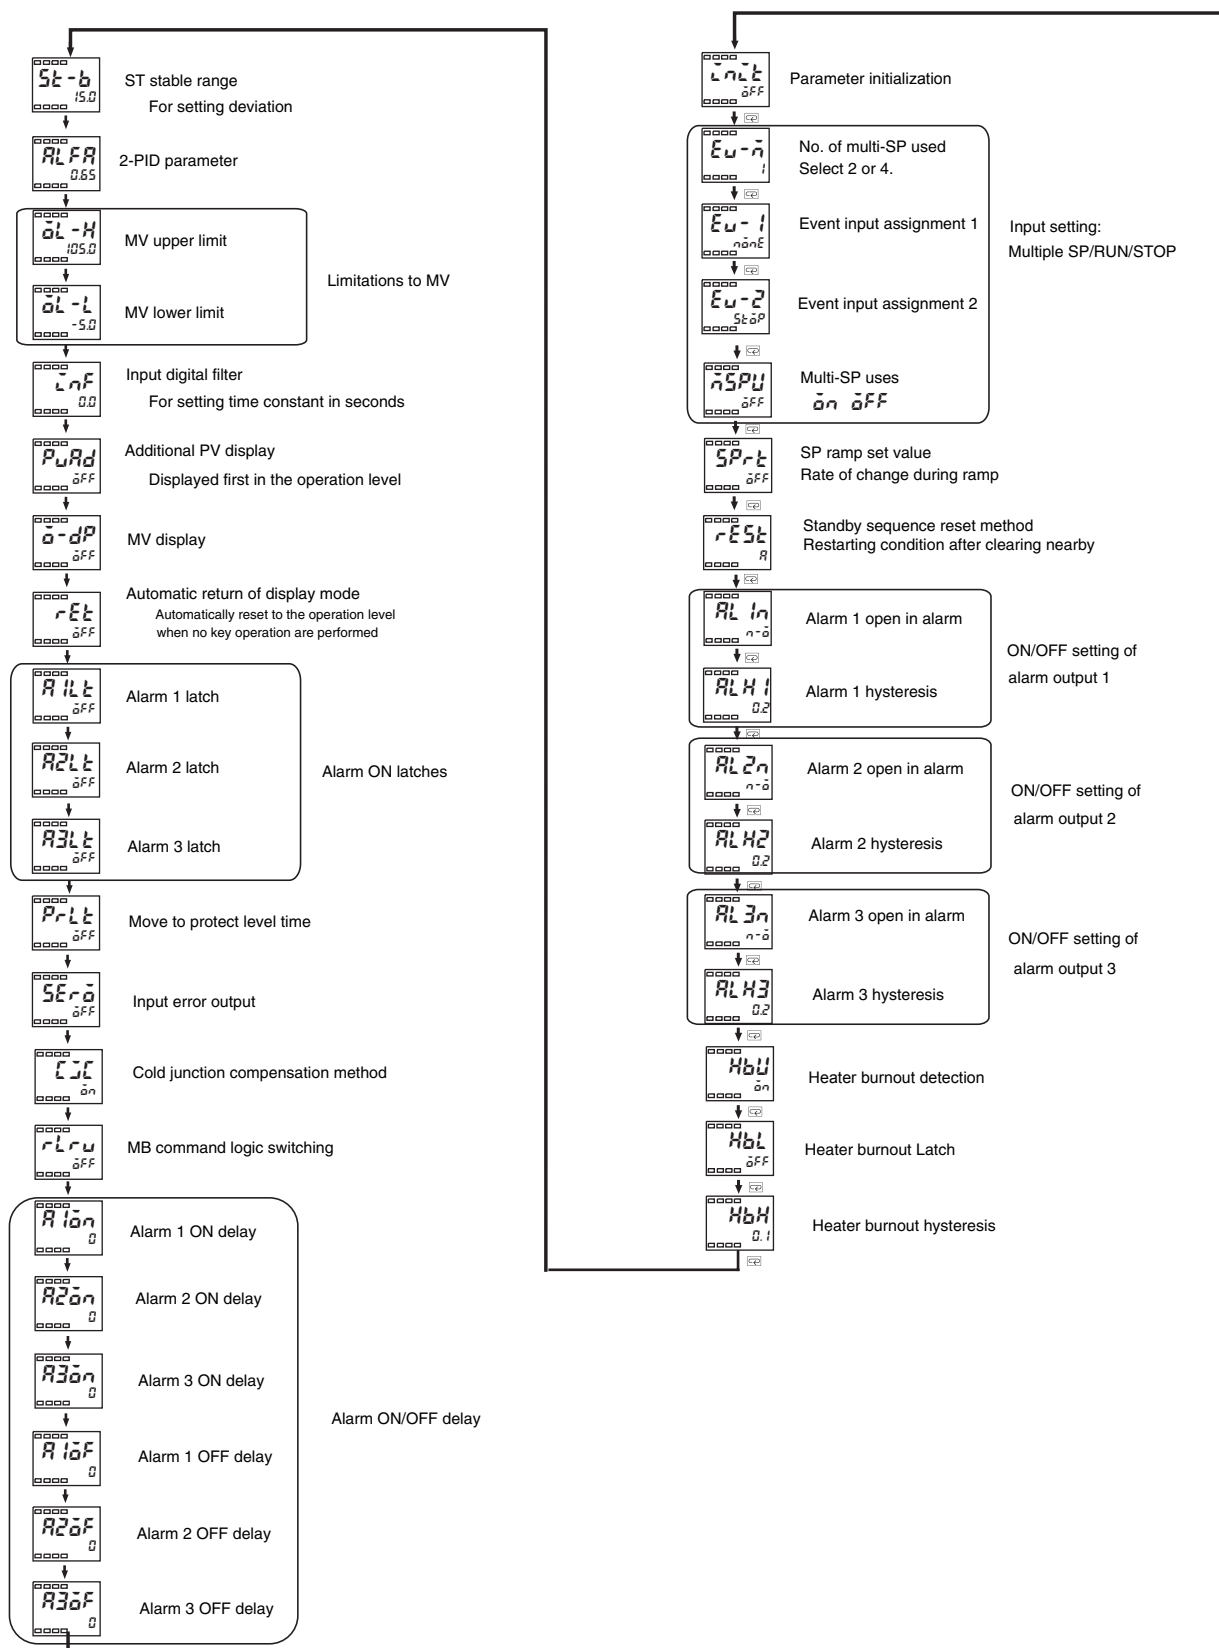 St-b
15.0
ST stable range
For setting deviation
ALFA
0.65
2-PID parameter
oL-H
105.0
MV upper limit
oL-L
-5.0
MV lower limit
Limitations to MV
inF
0.0
Input digital filter
For setting time constant in seconds
PvAd
oFF
Additional PV display
Displayed first in the operation level
o-dP
oFF
MV display
rEt
oFF
Automatic return of display mode
Automatically reset to the operation level
when no key operation are performed
A1Lt
oFF
Alarm 1 latch
A2Lt
oFF
Alarm 2 latch
A3Lt
oFF
Alarm 3 latch
Alarm ON latches
PrLt
oFF
Move to protect level time
SEro
oFF
Input error output
CJC
on
Cold junction compensation method
rLrv
oFF
MB command logic switching
A1on
0
Alarm 1 ON delay
A2on
0
Alarm 2 ON delay
A3on
0
Alarm 3 ON delay
A1oF
0
Alarm 1 OFF delay
A2oF
0
Alarm 2 OFF delay
A3oF
0
Alarm 3 OFF delay
Alarm ON/OFF delay
init
oFF
Parameter initialization
Ev-m
1
No. of multi-SP used
Select 2 or 4.
Ev-1
nonE
Event input assignment 1
Ev-2
StoP
Event input assignment 2
mSPU
oFF
Multi-SP uses
on oFF
Input setting:
Multiple SP/RUN/STOP
SPrt
oFF
SP ramp set value
Rate of change during ramp
rESt
A
Standby sequence reset method
Restarting condition after clearing nearby
AL1n
n-o
Alarm 1 open in alarm
ALH1
0.2
Alarm 1 hysteresis
ON/OFF setting of
alarm output 1
AL2n
n-o
Alarm 2 open in alarm
ALH2
0.2
Alarm 2 hysteresis
ON/OFF setting of
alarm output 2
AL3n
n-o
Alarm 3 open in alarm
ALH3
0.2
Alarm 3 hysteresis
ON/OFF setting of
alarm output 3
HbU
on
Heater burnout detection
HbL
oFF
Heater burnout Latch
HbH
0.1
Heater burnout hysteresis